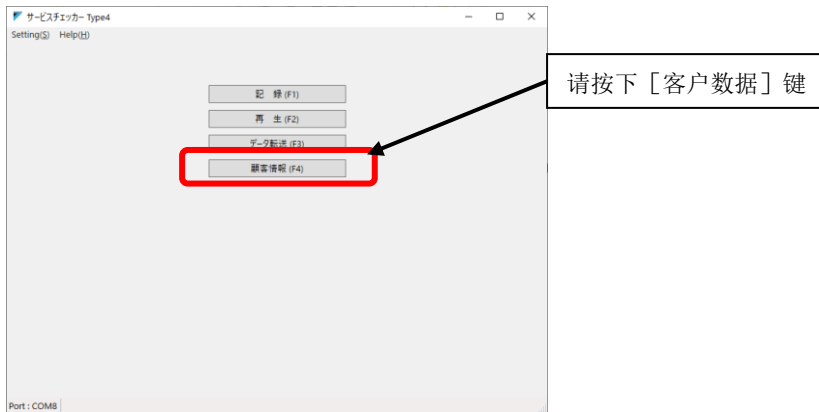 サービスチェッカー Type4
Setting(S) Help(H)
記 録 (F1)
再 生 (F2)
データ転送 (F3)
顧客情報 (F4)
请按下［客户数据］键
Port : COM8